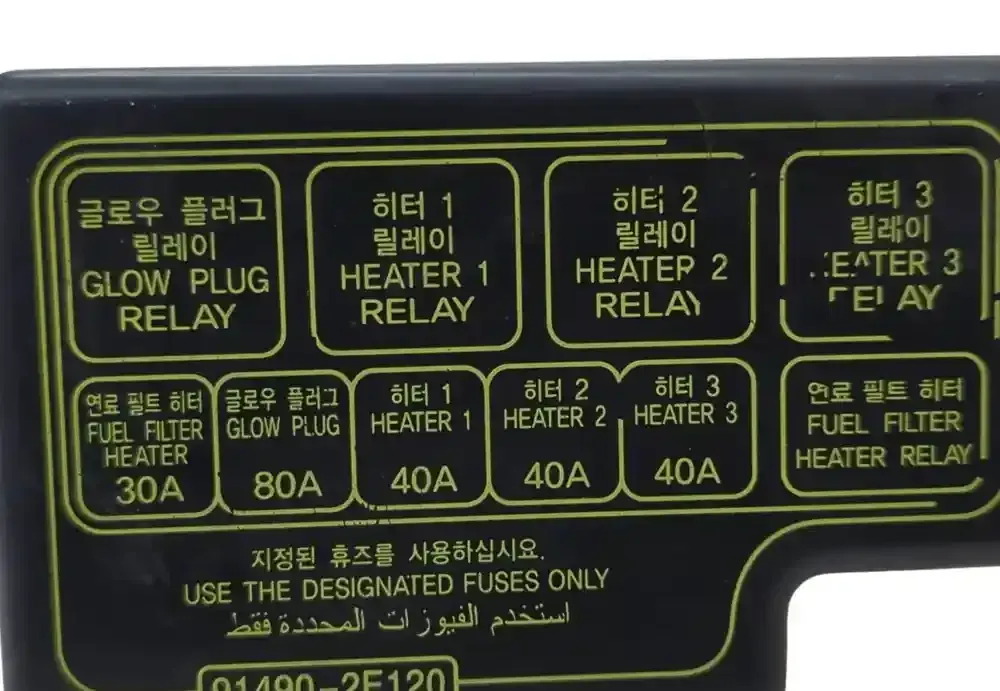 글로우 플러그
릴레이
GLOW PLUG
RELAY
히터 1
릴레이
HEATER 1
RELAY
히터 2
릴레이
HEATER 2
RELAY
히터 3
릴레이
HEATER 3
RELAY
연료 필트 히터
FUEL FILTER
HEATER
30A
글로우 플러그
GLOW PLUG
80A
히터 1
HEATER 1
40A
히터 2
HEATER 2
40A
히터 3
HEATER 3
40A
연료 필트 히터
FUEL FILTER
HEATER RELAY
지정된 휴즈를 사용하십시요.
USE THE DESIGNATED FUSES ONLY
استخدم الفيوزات المحددة فقط
91490-2E120